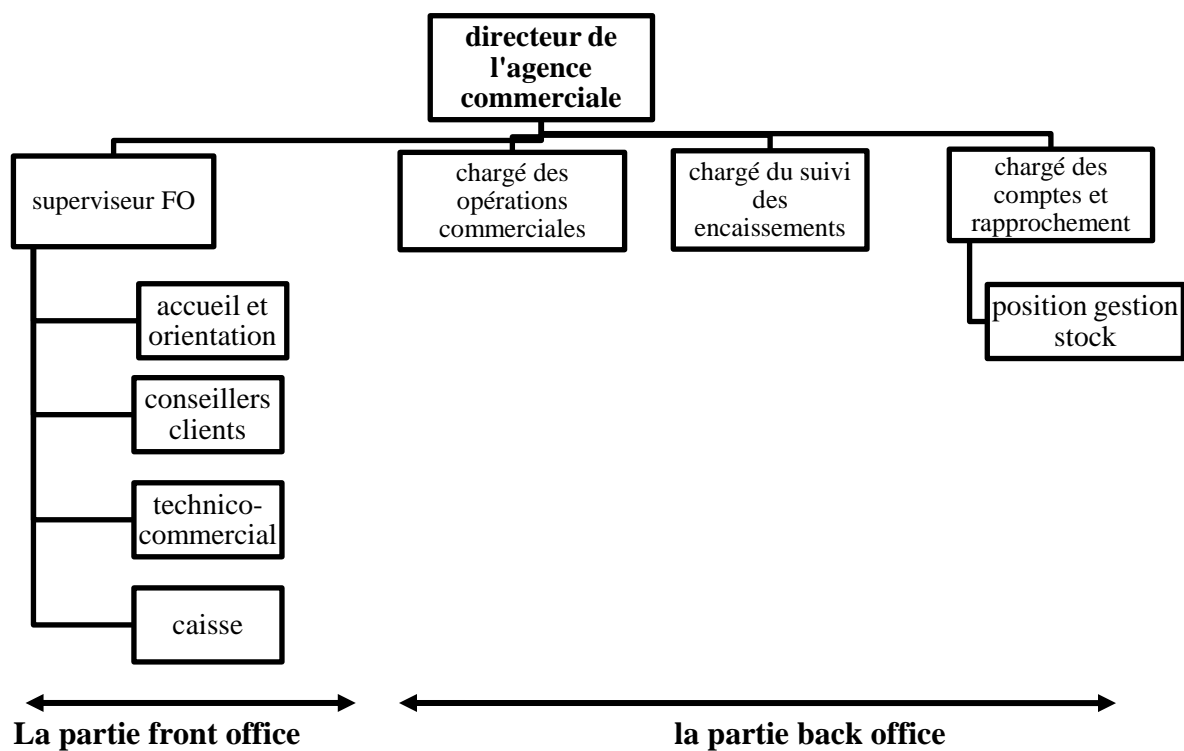 directeur de
l'agence
commerciale
superviseur FO
chargé des
opérations
commerciales
chargé du suivi
des
encaissements
chargé des
comptes et
rapprochement
accueil et
orientation
position gestion
stock
conseillers
clients
technico-
commercial
caisse
La partie front office
la partie back office